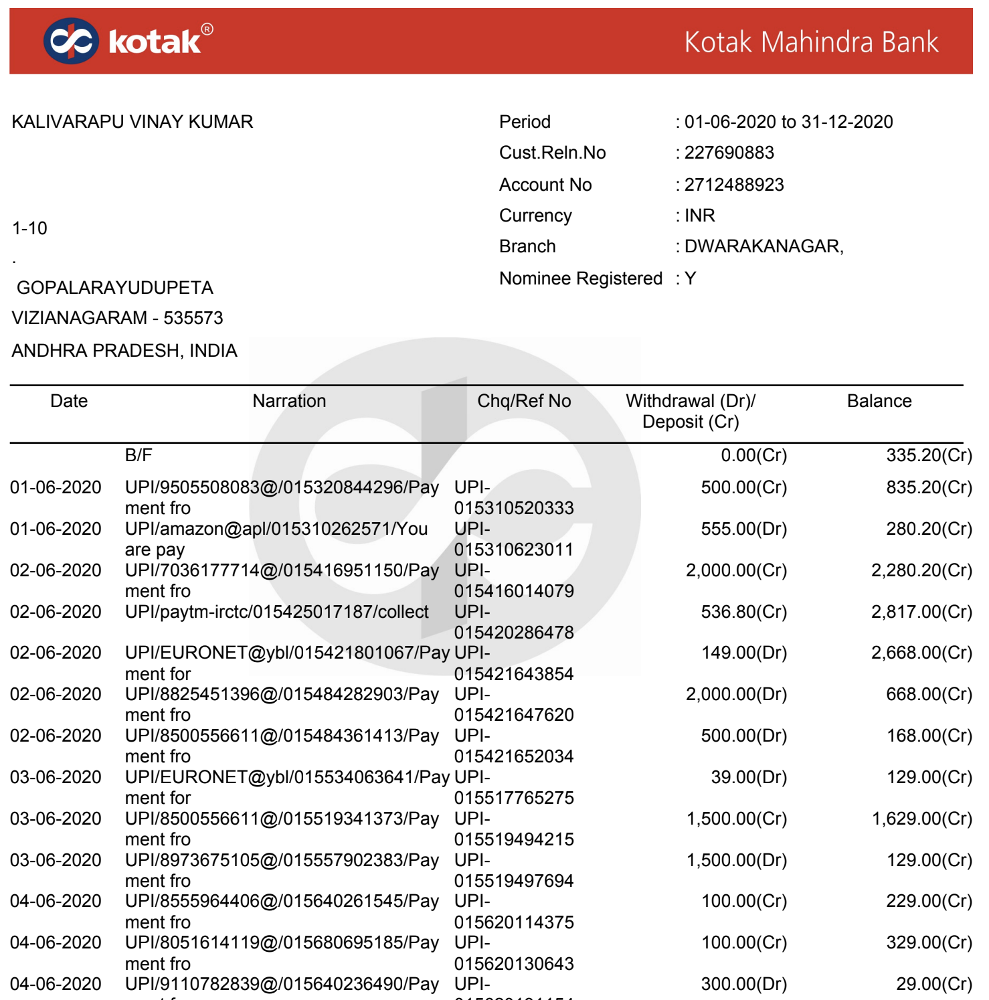 kotak®
Kotak Mahindra Bank
KALIVARAPU VINAY KUMAR
1-10
.
GOPALARAYUDUPETA
VIZIANAGARAM - 535573
ANDHRA PRADESH, INDIA
Period : 01-06-2020 to 31-12-2020
Cust.Reln.No : 227690883
Account No : 2712488923
Currency : INR
Branch : DWARAKANAGAR,
Nominee Registered : Y
Date Narration Chq/Ref No Withdrawal (Dr)/ Balance
Deposit (Cr)
B/F 0.00(Cr) 335.20(Cr)
01-06-2020 UPI/9505508083@/015320844296/Pay UPI- 500.00(Cr) 835.20(Cr)
ment fro 015310520333
01-06-2020 UPI/amazon@apl/015310262571/You UPI- 555.00(Dr) 280.20(Cr)
are pay 015310623011
02-06-2020 UPI/7036177714@/015416951150/Pay UPI- 2,000.00(Cr) 2,280.20(Cr)
ment fro 015416014079
02-06-2020 UPI/paytm-irctc/015425017187/collect UPI- 536.80(Cr) 2,817.00(Cr)
015420286478
02-06-2020 UPI/EURONET@ybl/015421801067/Pay UPI- 149.00(Dr) 2,668.00(Cr)
ment for 015421643854
02-06-2020 UPI/8825451396@/015484282903/Pay UPI- 2,000.00(Dr) 668.00(Cr)
ment fro 015421647620
02-06-2020 UPI/8500556611@/015484361413/Pay UPI- 500.00(Dr) 168.00(Cr)
ment fro 015421652034
03-06-2020 UPI/EURONET@ybl/015534063641/Pay UPI- 39.00(Dr) 129.00(Cr)
ment for 015517765275
03-06-2020 UPI/8500556611@/015519341373/Pay UPI- 1,500.00(Cr) 1,629.00(Cr)
ment fro 015519494215
03-06-2020 UPI/8973675105@/015557902383/Pay UPI- 1,500.00(Dr) 129.00(Cr)
ment fro 015519497694
04-06-2020 UPI/8555964406@/015640261545/Pay UPI- 100.00(Cr) 229.00(Cr)
ment fro 015620114375
04-06-2020 UPI/8051614119@/015680695185/Pay UPI- 100.00(Cr) 329.00(Cr)
ment fro 015620130643
04-06-2020 UPI/9110782839@/015640236490/Pay UPI- 300.00(Dr) 29.00(Cr)